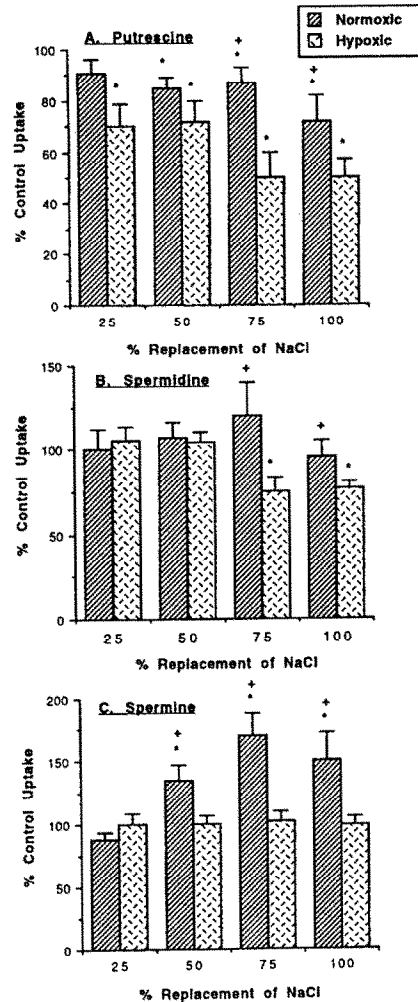 Normoxic
Hypoxic
A. Putrescine
% Control Uptake
100
80
60
40
20
0
* * * + * * + * *
25 50 75 100
% Replacement of NaCl
B. Spermidine
% Control Uptake
150
100
50
0
+ * + *
25 50 75 100
% Replacement of NaCl
C. Spermine
% Control Uptake
200
150
100
50
0
+ * + * + *
25 50 75 100
% Replacement of NaCl